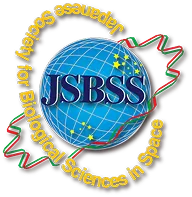 Japanese Society for Biological Sciences in Space
JSBSS